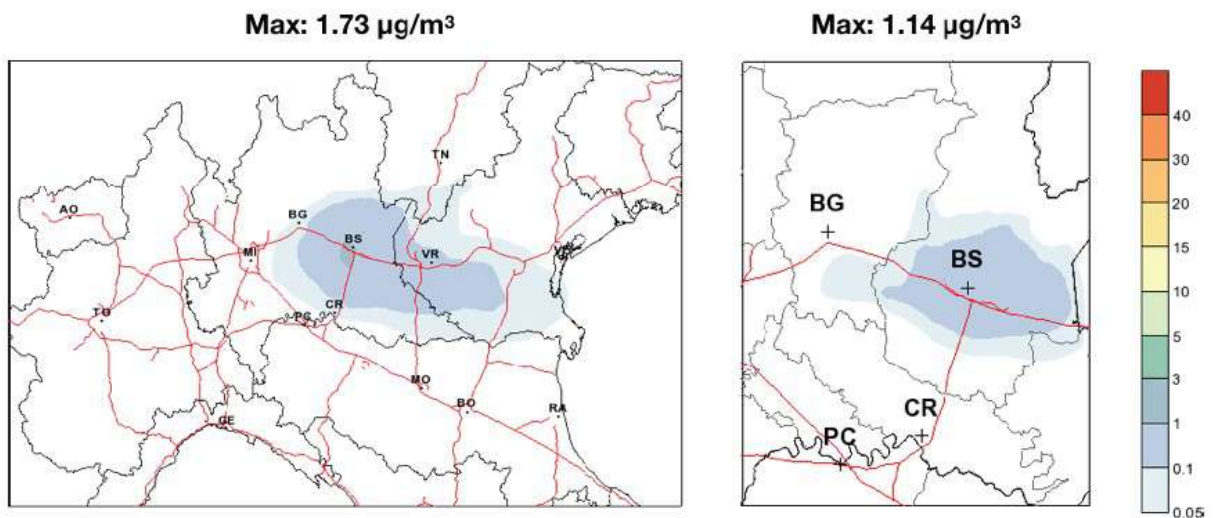 Max: 1.73 µg/m³
Max: 1.14 µg/m³
TN
AO
BG
BS
MI
VR
TO
PC
CR
MO
BO
RA
GE
BG
BS
CR
PC
40
30
20
15
10
5
3
1
0.1
0.05